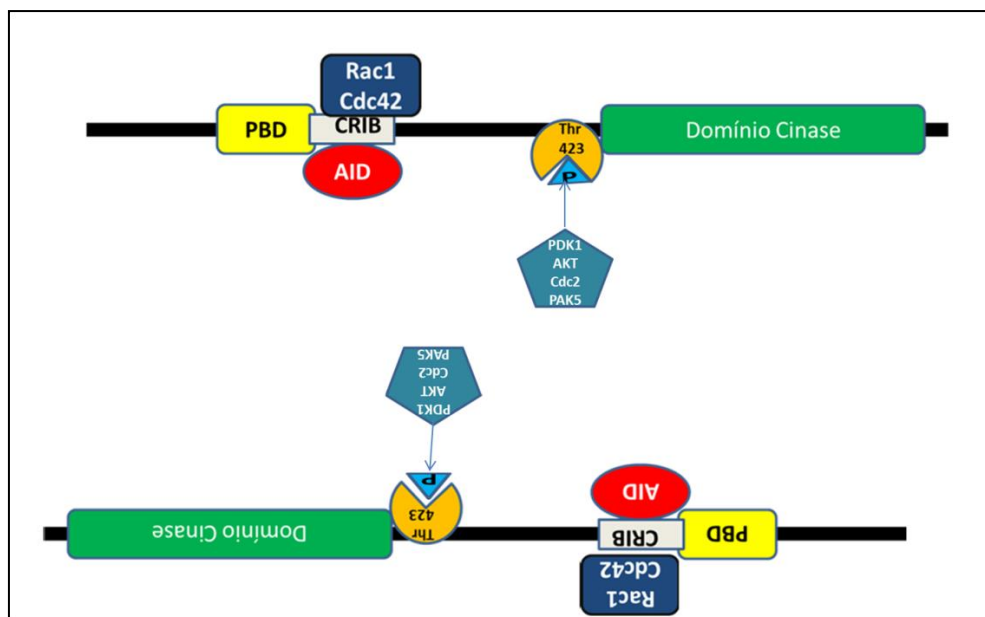 Rac1
Cdc42
PBD
CRIB
Thr
423
Domínio Cinase
AID
P
PDK1
AKT
Cdc2
PAK5
PDK1
AKT
Cdc2
PAK5
P
Thr
423
Domínio Cinase
AID
CRIB
PBD
Rac1
Cdc42